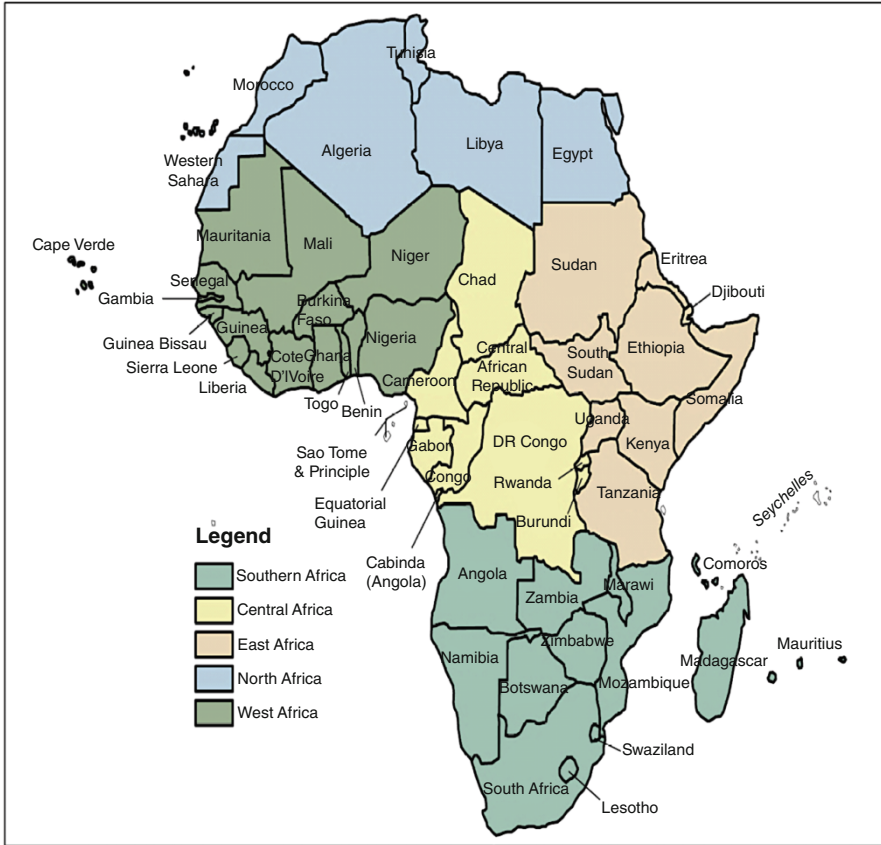 Tunisia
Morocco
Algeria
Libya
Egypt
Western
Sahara
Mauritania
Mali
Niger
Chad
Sudan
Eritrea
Cape Verde
Senegal
Gambia
Djibouti
Burkina
Faso
Guinea
Guinea Bissau
Nigeria
Ethiopia
South
Sudan
Central
African
Republic
Cote
D'IVoire
Ghana
Sierra Leone
Liberia
Togo
Benin
Cameroon
Somalia
Uganda
Kenya
Sao Tome
& Principle
Gabon
DR Congo
Congo
Rwanda
Tanzania
Burundi
Equatorial
Guinea
Seychelles
Cabinda
(Angola)
Comoros
Angola
Zambia
Marawi
Zimbabwe
Namibia
Botswana
Mozambique
Madagascar
Mauritius
Swaziland
South Africa
Lesotho
Legend
Southern Africa
Central Africa
East Africa
North Africa
West Africa